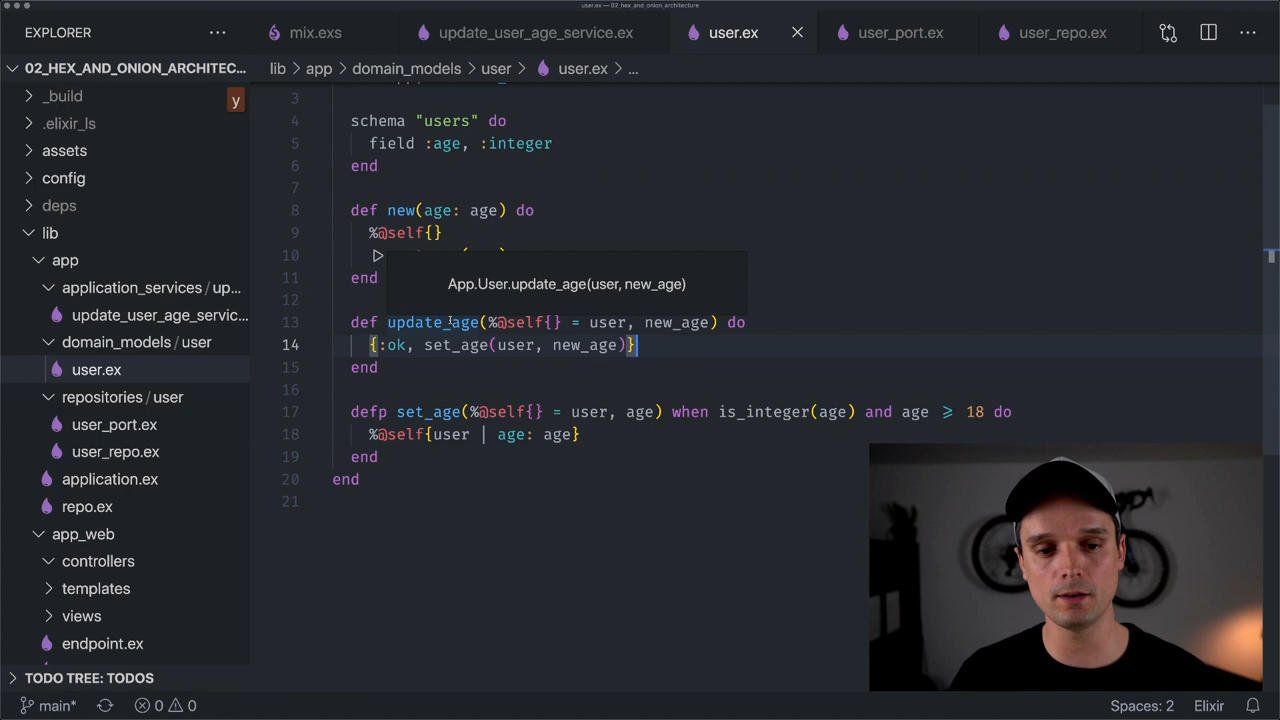 user.ex — 02_hex_and_onion_architecture
EXPLORER
mix.exs
update_user_age_service.ex
user.ex
user_port.ex
user_repo.ex
02_HEX_AND_ONION_ARCHITEC...
lib > app > domain_models > user > user.ex > ...
_build
y
.elixir_ls
assets
config
deps
lib
app
application_services / up...
update_user_age_servic...
domain_models / user
user.ex
repositories / user
user_port.ex
user_repo.ex
application.ex
repo.ex
app_web
controllers
templates
views
endpoint.ex
TODO TREE: TODOS
3
4 schema "users" do
5 field :age, :integer
6 end
7
8 def new(age: age) do
9 %@self{}
10 |>
11 end
App.User.update_age(user, new_age)
12
13 def update_age(%@self{} = user, new_age) do
14 {:ok, set_age(user, new_age)}
15 end
16
17 defp set_age(%@self{} = user, age) when is_integer(age) and age >= 18 do
18 %@self{user | age: age}
19 end
20 end
21
main* 0 0
Spaces: 2 Elixir